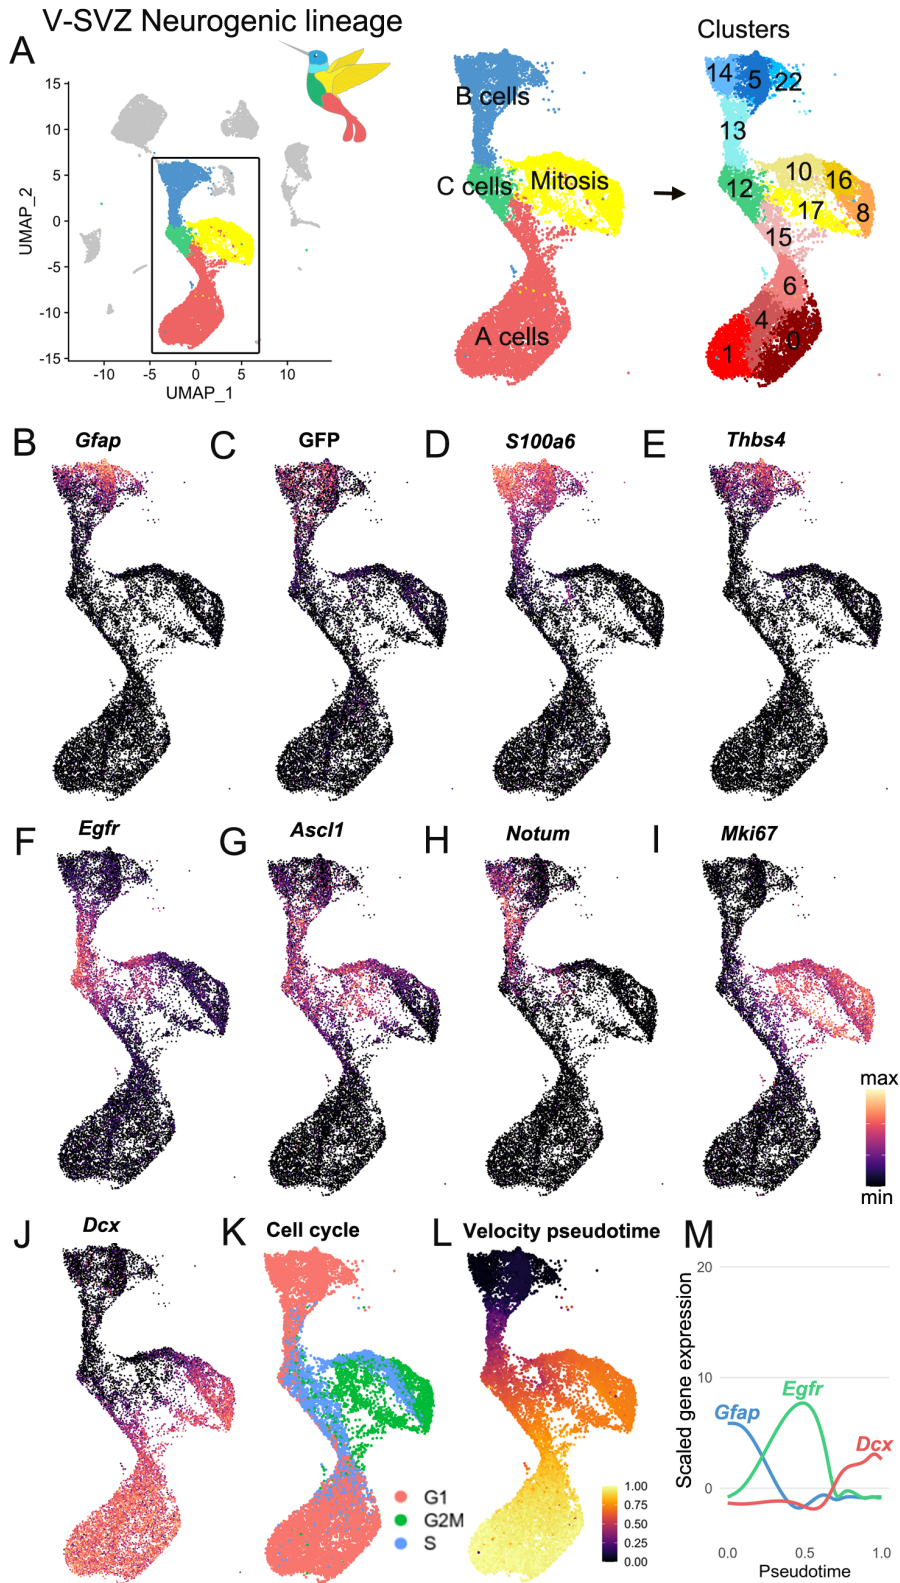 V-SVZ Neurogenic lineage
A
15
10
5
0
-5
-10
-15
UMAP_2
-10
-5
0
5
10
UMAP_1
B cells
C cells
Mitosis
A cells
Clusters
14
5
22
13
12
10
16
17
8
15
6
4
1
0
B
Gfap
C
GFP
D
S100a6
E
Thbs4
F
Egfr
G
Ascl1
H
Notum
I
Mki67
max
min
J
Dcx
K
Cell cycle
G1
G2M
S
L
Velocity pseudotime
1.00
0.75
0.50
0.25
0.00
M
Scaled gene expression
20
10
0
Gfap
Egfr
Dcx
0.0
0.5
1.0
Pseudotime